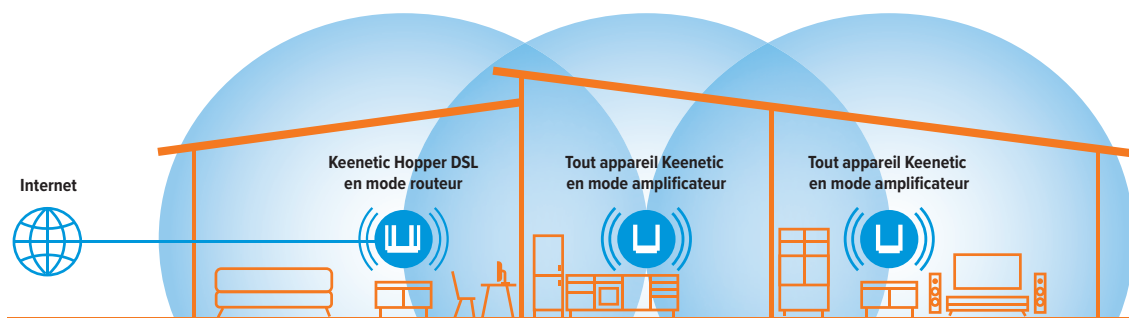 Internet
Keenetic Hopper DSL
en mode routeur
Tout appareil Keenetic
en mode amplificateur
Tout appareil Keenetic
en mode amplificateur